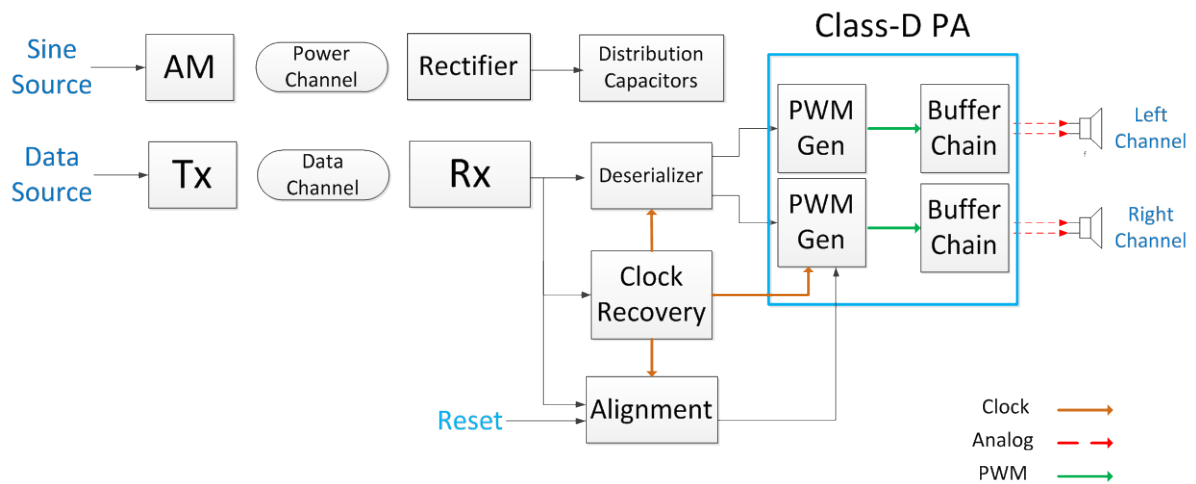 Class-D PA
Sine
Source
AM
Power
Channel
Rectifier
Distribution
Capacitors
PWM
Gen
Buffer
Chain
Left
Channel
Data
Source
Tx
Data
Channel
Rx
Deserializer
PWM
Gen
Buffer
Chain
Right
Channel
Clock
Recovery
Reset
Alignment
Clock
Analog
PWM